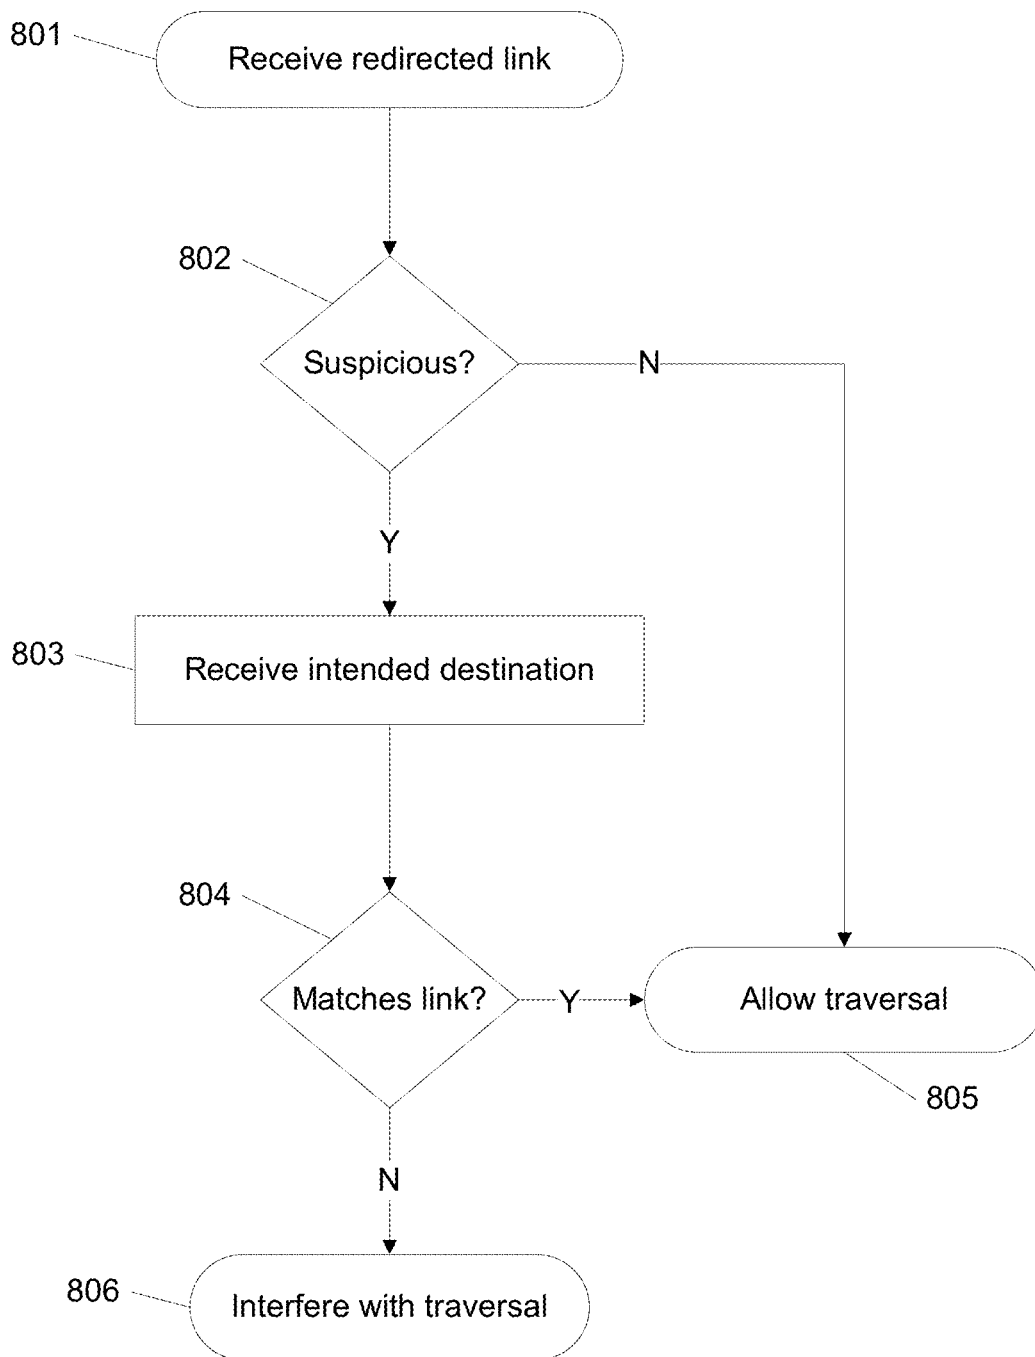 801
Receive redirected link
802
Suspicious?
N
Y
803
Receive intended destination
804
Matches link?
Y
Allow traversal
805
N
806
Interfere with traversal